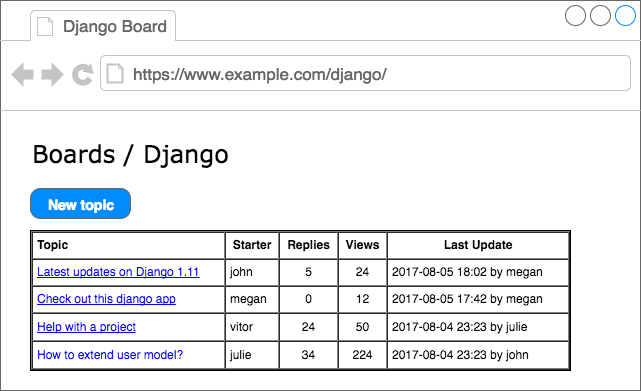 Django Board
https://www.example.com/django/
Boards / Django
New topic
Topic Starter Replies Views Last Update
Latest updates on Django 1.11 john 5 24 2017-08-05 18:02 by megan
Check out this django app megan 0 12 2017-08-05 17:42 by megan
Help with a project vitor 24 50 2017-08-04 23:23 by julie
How to extend user model? julie 34 224 2017-08-04 23:23 by john